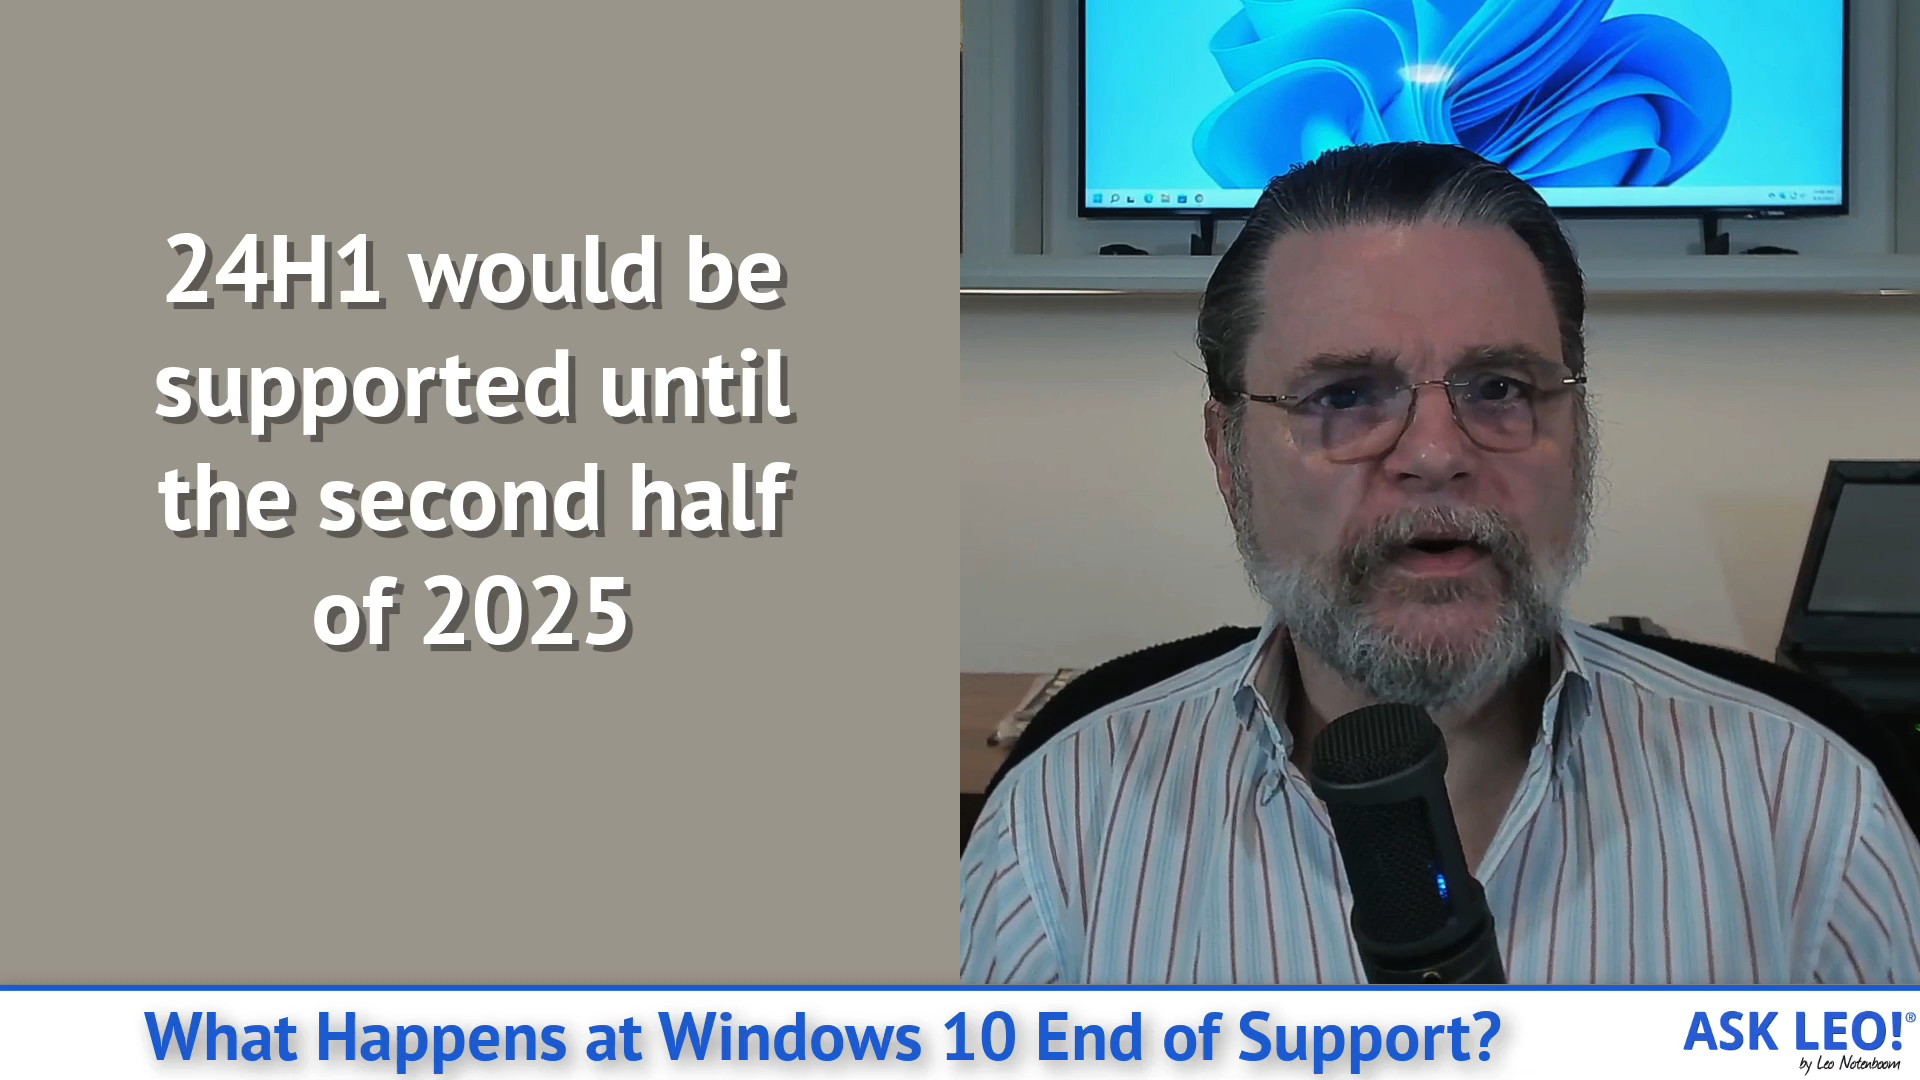 24H1 would be
supported until
the second half
of 2025
What Happens at Windows 10 End of Support?
ASK LEO!®
by Leo Notenboom